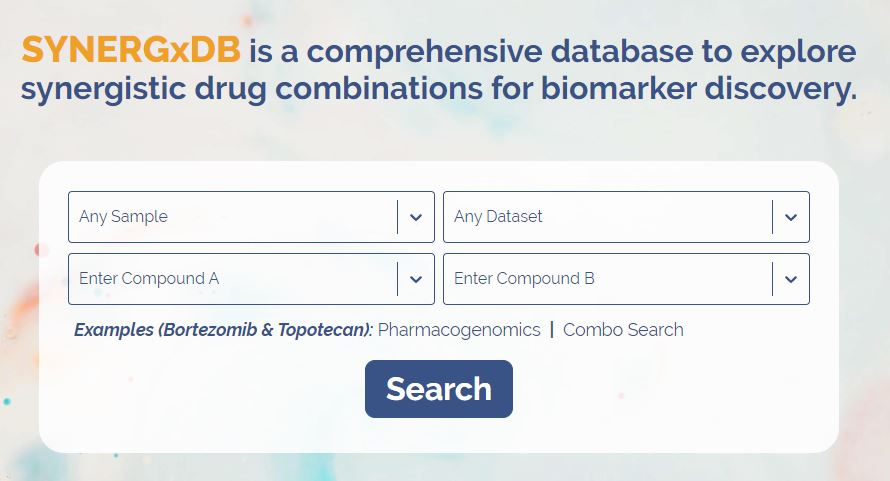 SYNERGxDB is a comprehensive database to explore
synergistic drug combinations for biomarker discovery.
Any Sample
Any Dataset
Enter Compound A
Enter Compound B
Examples (Bortezomib & Topotecan): Pharmacogenomics | Combo Search
Search